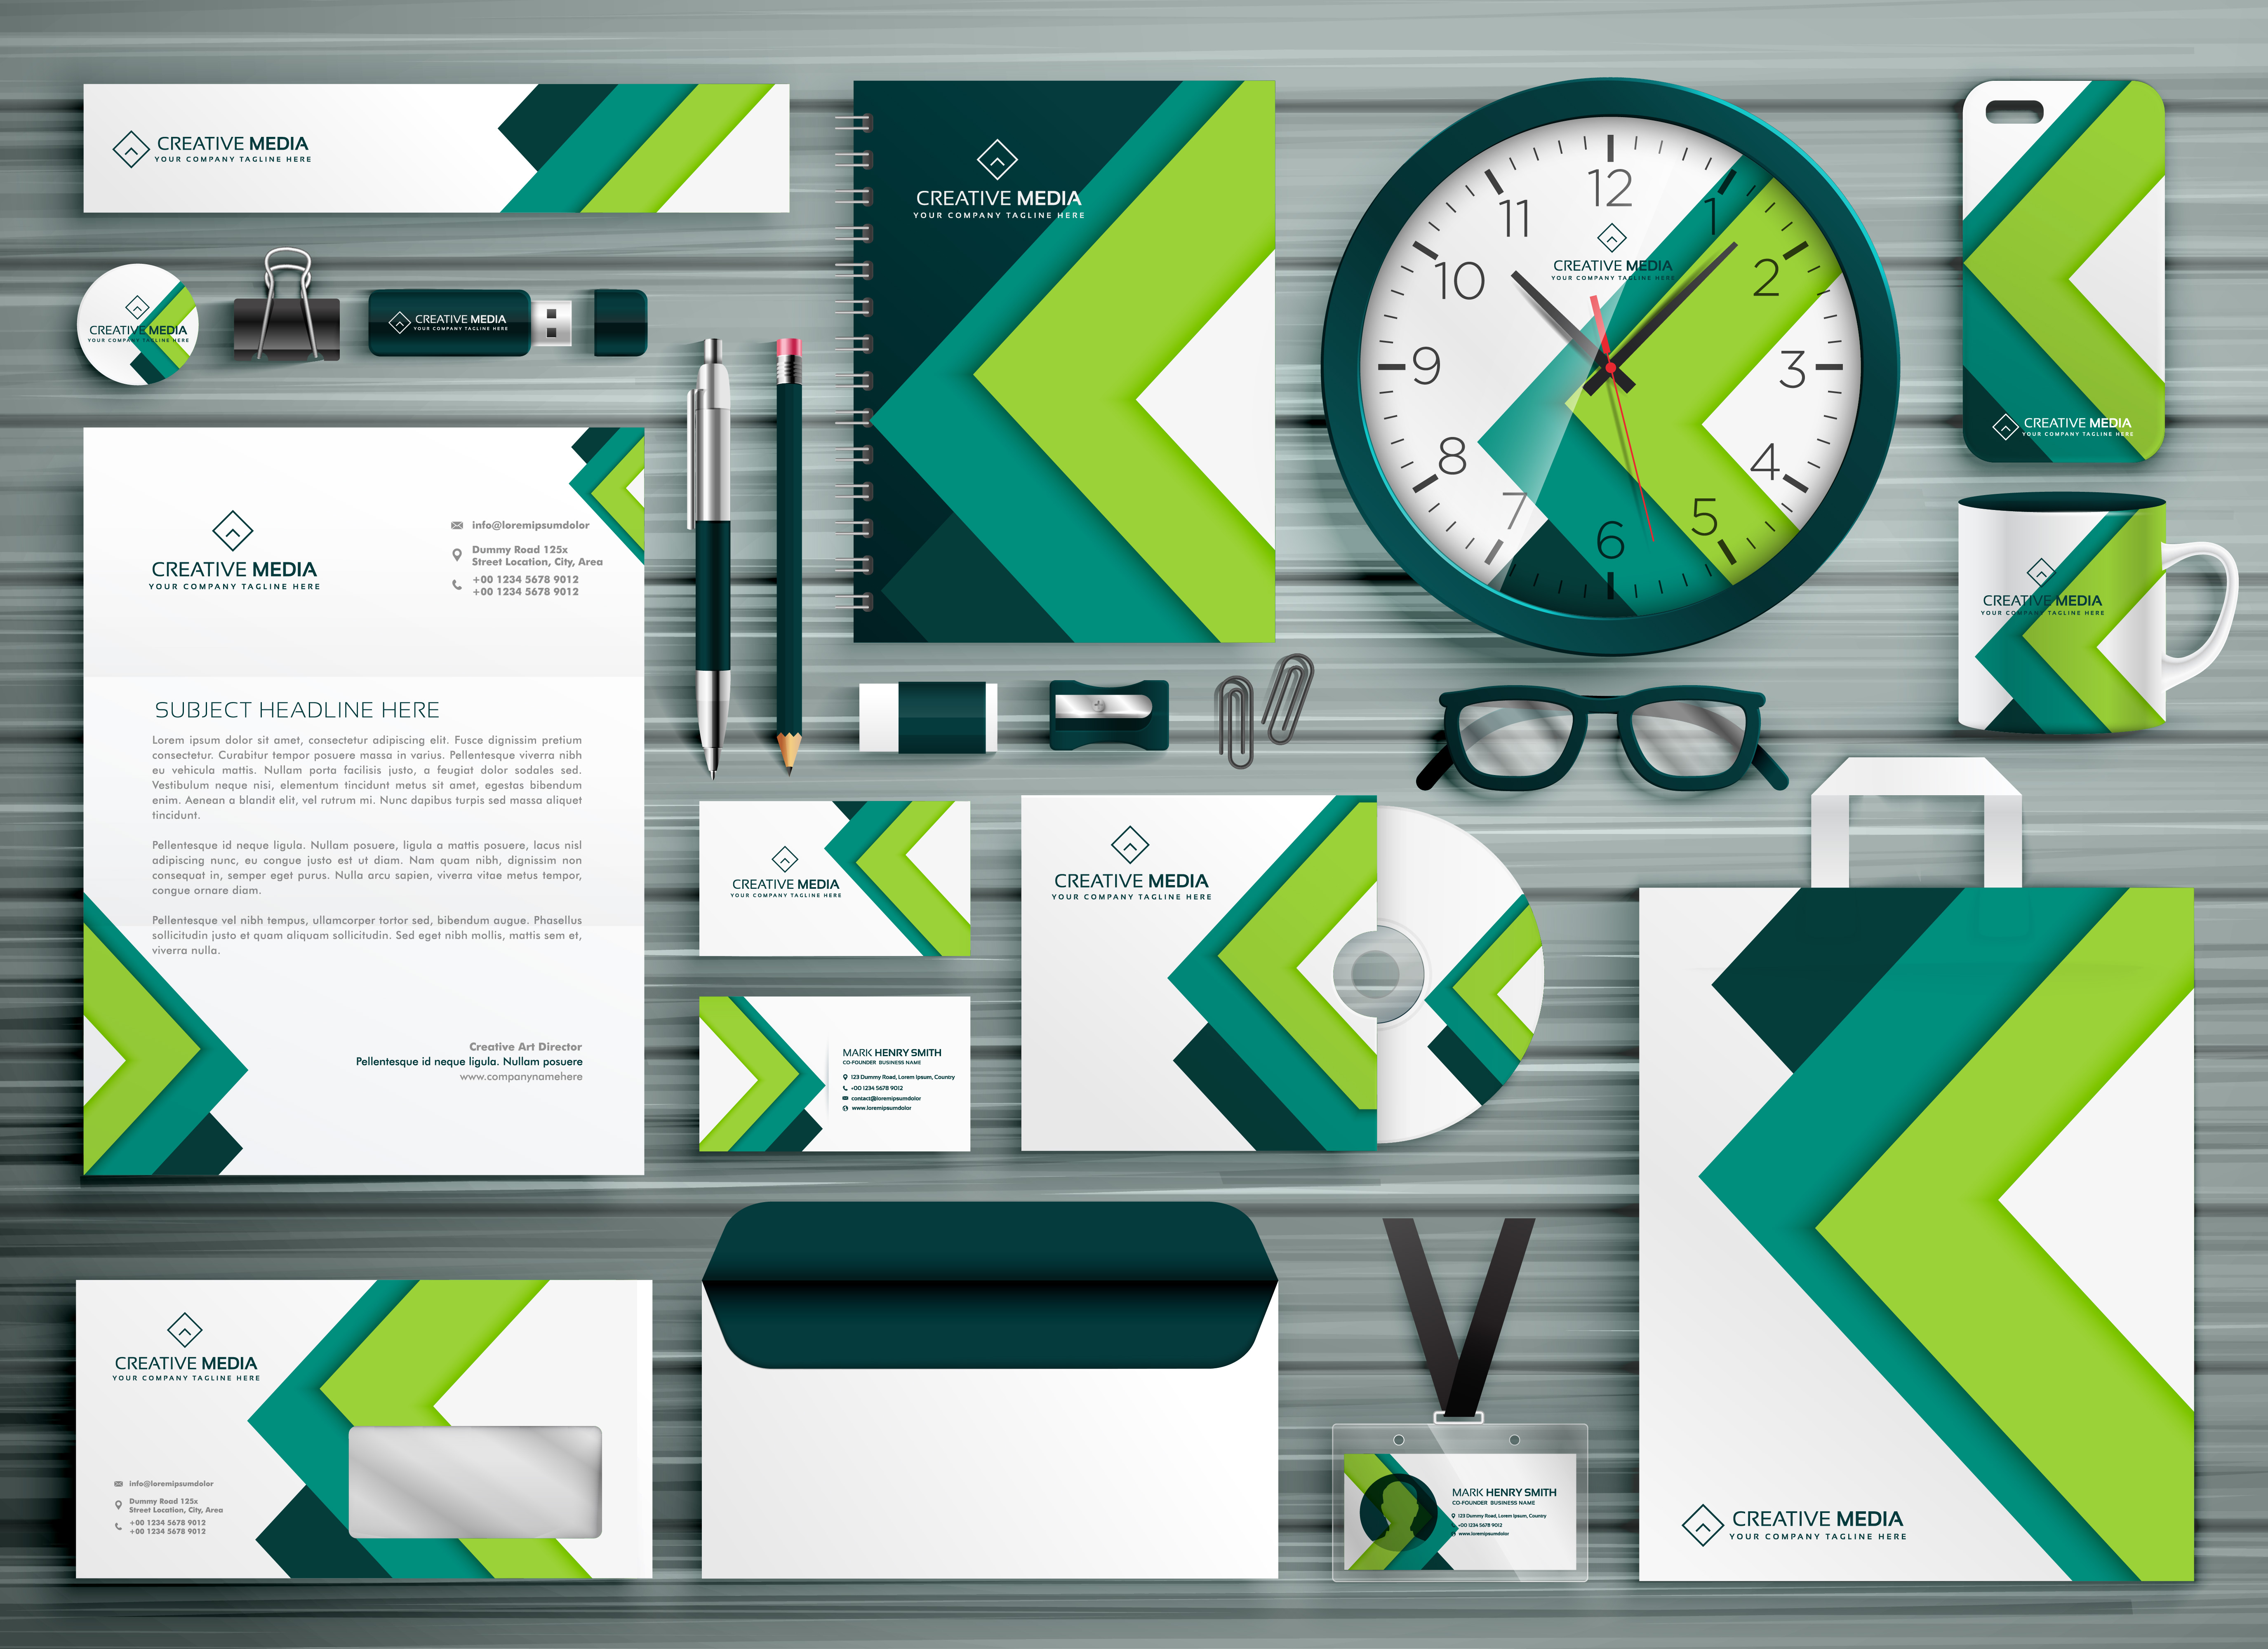 CREATIVE MEDIA
YOUR COMPANY TAGLINE HERE
CREATIVE MEDIA
YOUR COMPANY TAGLINE HERE
CREATIVE MEDIA
YOUR COMPANY TAGLINE HERE
CREATIVE MEDIA
YOUR COMPANY TAGLINE HERE
12
1
2
3
4
5
6
7
8
9
10
11
CREATIVE MEDIA
YOUR COMPANY TAGLINE HERE
CREATIVE MEDIA
YOUR COMPANY TAGLINE HERE
CREATIVE MEDIA
YOUR COMPANY TAGLINE HERE
CREATIVE MEDIA
YOUR COMPANY TAGLINE HERE
info@loremipsumdolor
Dummy Road 125x
Street Location, City, Area
+00 1234 5678 9012
+00 1234 5678 9012
SUBJECT HEADLINE HERE
Lorem ipsum dolor sit amet, consectetur adipiscing elit. Fusce dignissim pretium
consectetur. Curabitur tempor posuere massa in varius. Pellentesque viverra nibh
eu vehicula mattis. Nullam porta facilisis justo, a feugiat dolor sodales sed.
Vestibulum neque nisi, elementum tincidunt metus sit amet, egestas bibendum
enim. Aenean a blandit elit, vel rutrum mi. Nunc dapibus turpis sed massa aliquet
tincidunt.
Pellentesque id neque ligula. Nullam posuere, ligula a mattis posuere, lacus nisl
adipiscing nunc, eu congue justo est ut diam. Nam quam nibh, dignissim non
consequat in, semper eget purus. Nulla arcu sapien, viverra vitae metus tempor,
congue ornare diam.
Pellentesque vel nibh tempus, ullamcorper tortor sed, bibendum augue. Phasellus
sollicitudin justo et quam aliquam sollicitudin. Sed eget nibh mollis, mattis sem et,
viverra nulla.
Creative Art Director
Pellentesque id neque ligula. Nullam posuere
www.companynamehere
CREATIVE MEDIA
YOUR COMPANY TAGLINE HERE
MARK HENRY SMITH
CO-FOUNDER BUSINESS NAME
123 Dummy Road, Lorem Ipsum, Country
+00 1234 5678 9012
contact@loremipsumdolor
www.loremipsumdolor
CREATIVE MEDIA
YOUR COMPANY TAGLINE HERE
CREATIVE MEDIA
YOUR COMPANY TAGLINE HERE
info@loremipsumdolor
Dummy Road 125x
Street Location, City, Area
+00 1234 5678 9012
+00 1234 5678 9012
MARK HENRY SMITH
CO-FOUNDER BUSINESS NAME
123 Dummy Road, Lorem Ipsum, Country
+00 1234 5678 9012
www.loremipsumdolor
CREATIVE MEDIA
YOUR COMPANY TAGLINE HERE